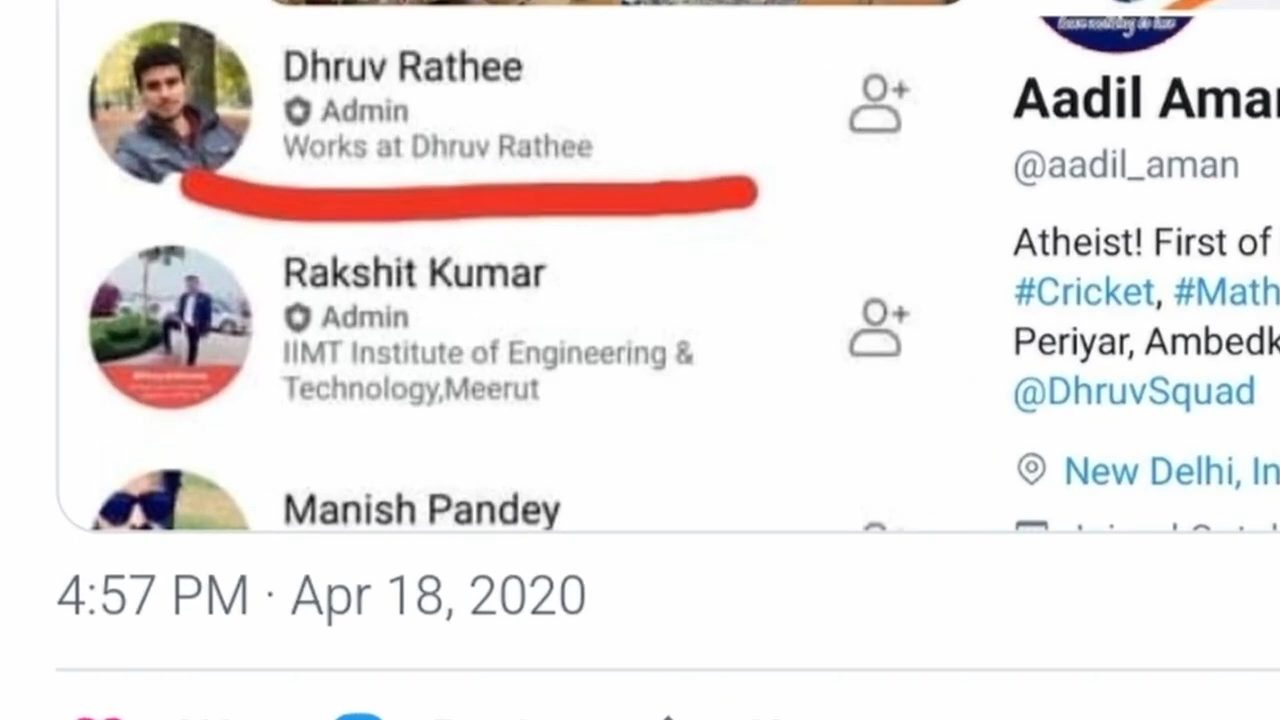 Dhruv Rathee
Admin
Works at Dhruv Rathee
Rakshit Kumar
Admin
IIMT Institute of Engineering &
Technology,Meerut
Manish Pandey
Aadil Aman
@aadil_aman
Atheist! First of
#Cricket, #Math
Periyar, Ambedk
@DhruvSquad
New Delhi, In
4:57 PM · Apr 18, 2020